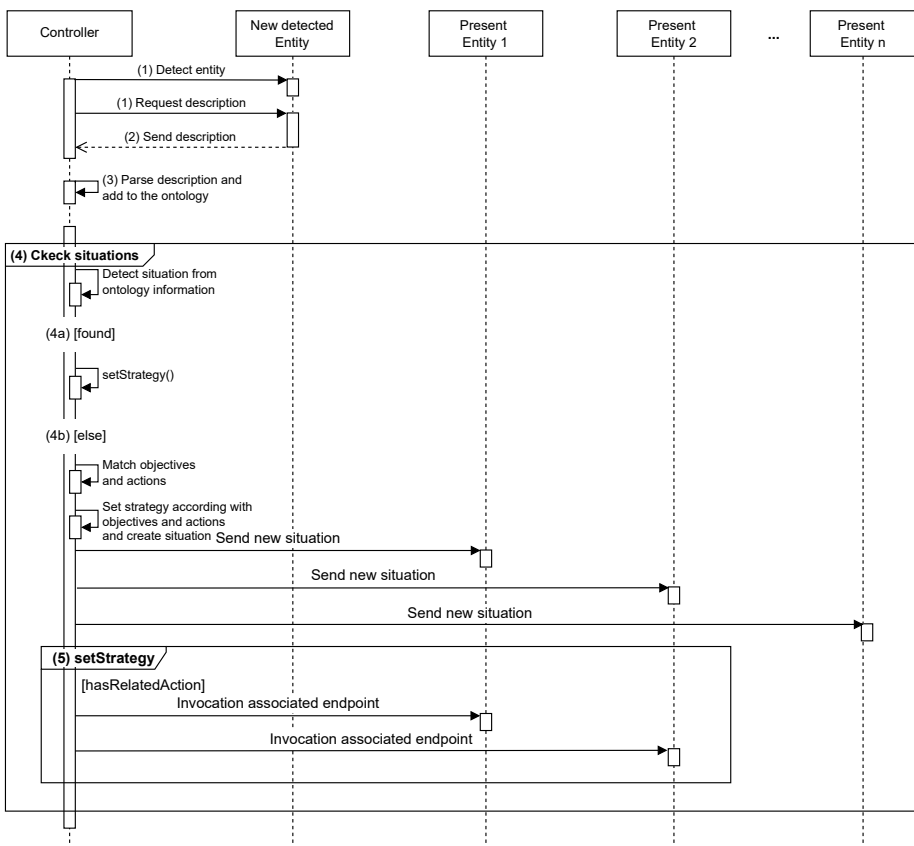 Controller
New detected
Entity
Present
Entity 1
Present
Entity 2
...
Present
Entity n
(1) Detect entity
(1) Request description
(2) Send description
(3) Parse description and
add to the ontology
(4) Ckeck situations
Detect situation from
ontology information
(4a) [found]
setStrategy()
(4b) [else]
Match objectives
and actions
Set strategy according with
objectives and actions
and create situation
Send new situation
Send new situation
Send new situation
(5) setStrategy
[hasRelatedAction]
Invocation associated endpoint
Invocation associated endpoint